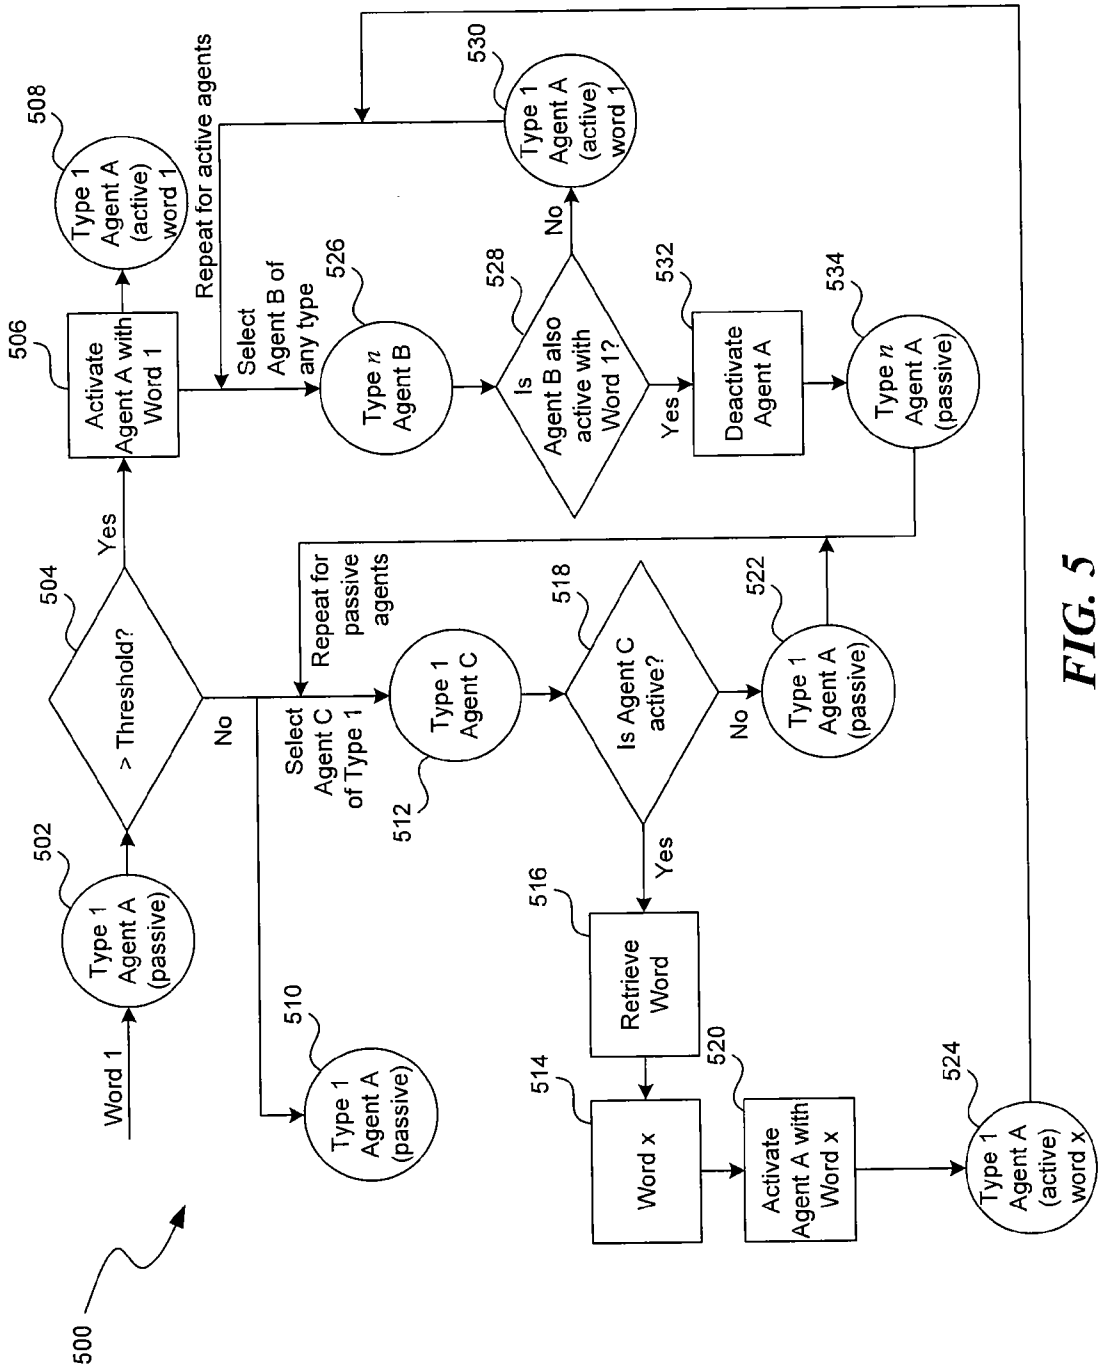 500
Word 1
502
Type 1
Agent A
(passive)
504
> Threshold?
Yes
No
506
Activate
Agent A with
Word 1
508
Type 1
Agent A
(active)
word 1
510
Type 1
Agent A
(passive)
Select
Agent C
of Type 1
Repeat for
passive
agents
512
Type 1
Agent C
518
Is Agent C
active?
Yes
No
516
Retrieve
Word
514
Word x
520
Activate
Agent A with
Word x
524
Type 1
Agent A
(active)
word x
522
Type 1
Agent A
(passive)
Repeat for active agents
Select
Agent B of
any type
526
Type n
Agent B
528
Is
Agent B also
active with
Word 1?
No
Yes
530
Type 1
Agent A
(active)
word 1
532
Deactivate
Agent A
534
Type n
Agent A
(passive)
FIG. 5